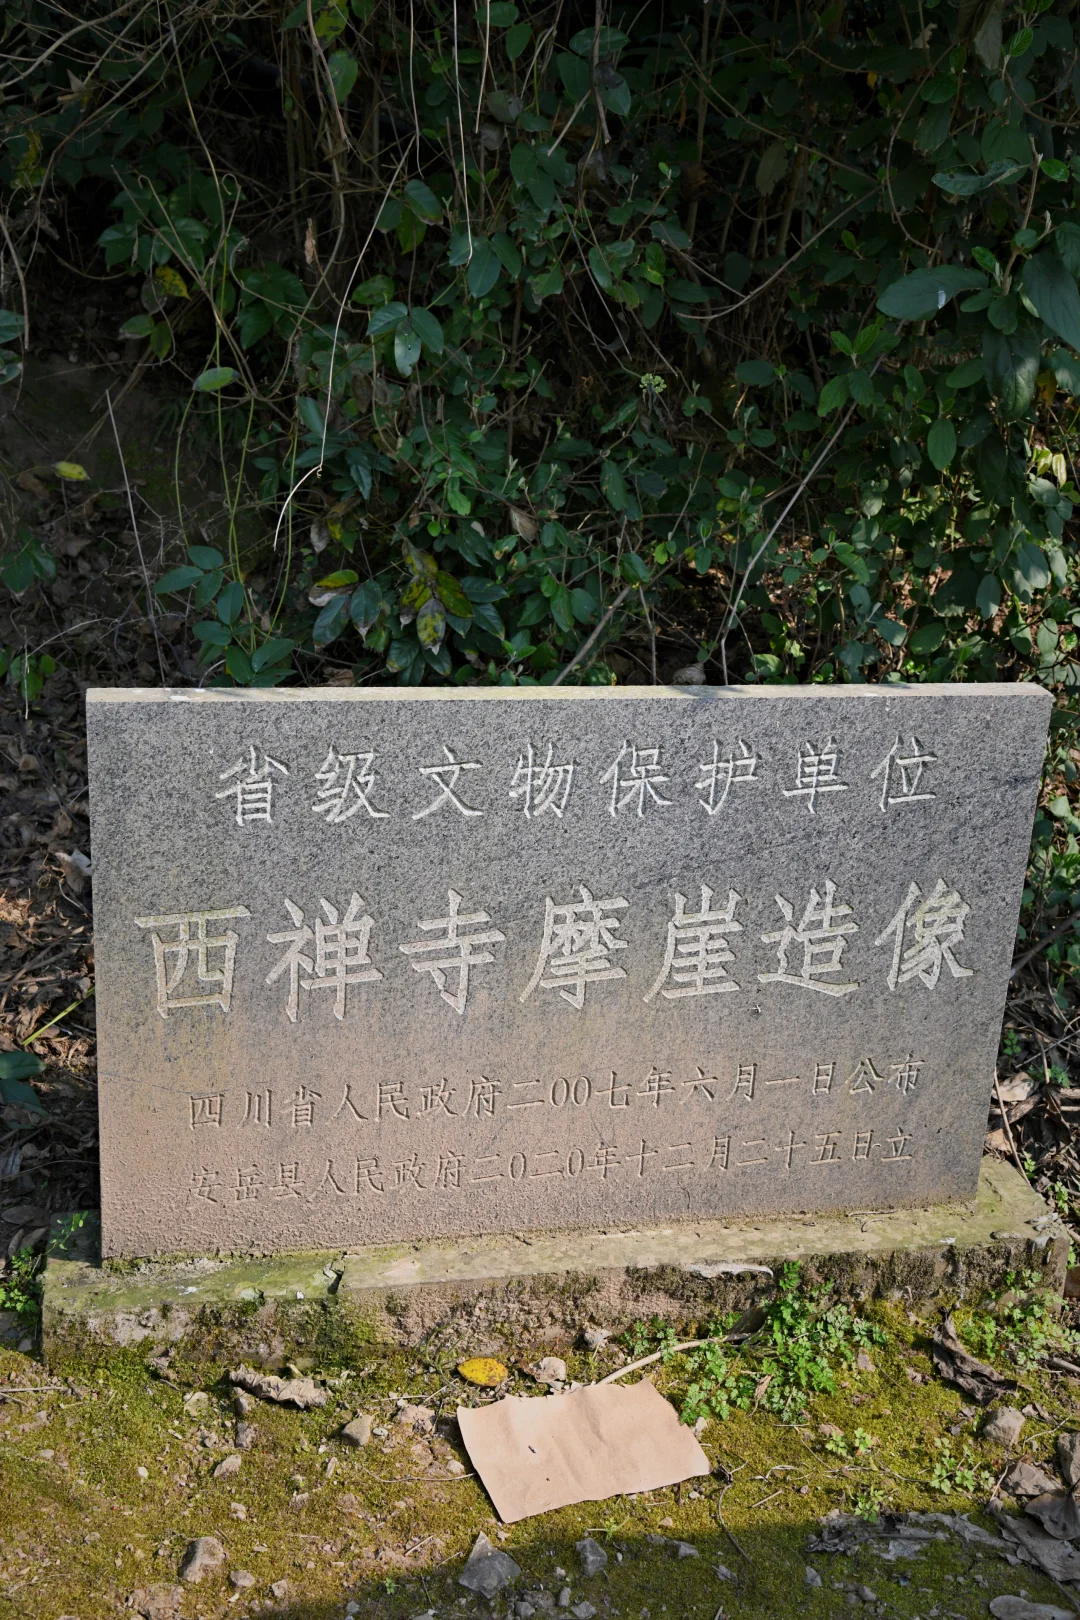 省级文物保护单位
西禅寺摩崖造像
四川省人民政府二00七年六月一日公布
安岳县人民政府二0二0年十二月二十五日立